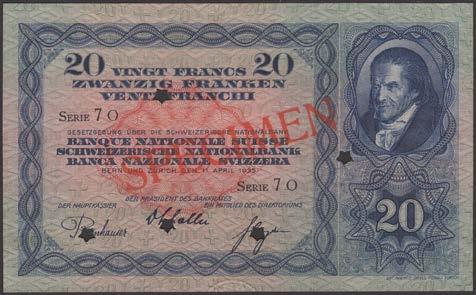 20 VINGT FRANCS 20
ZWANZIG FRANKEN
VENTI FRANCHI
SERIE 7 O
GESETZGEBUNG ÜBER DIE SCHWEIZERISCHE NATIONALBANK
BANQUE NATIONALE SUISSE
SCHWEIZERISCHE NATIONALBANK
BANCA NAZIONALE SVIZZERA
BERN UND ZÜRICH, DEN 11. APRIL 1935
SERIE 7 O
DER PRÄSIDENT DES BANKRATES
DER HAUPTKASSIER EIN MITGLIED DES DIREKTORIUMS
SPECIMEN
20